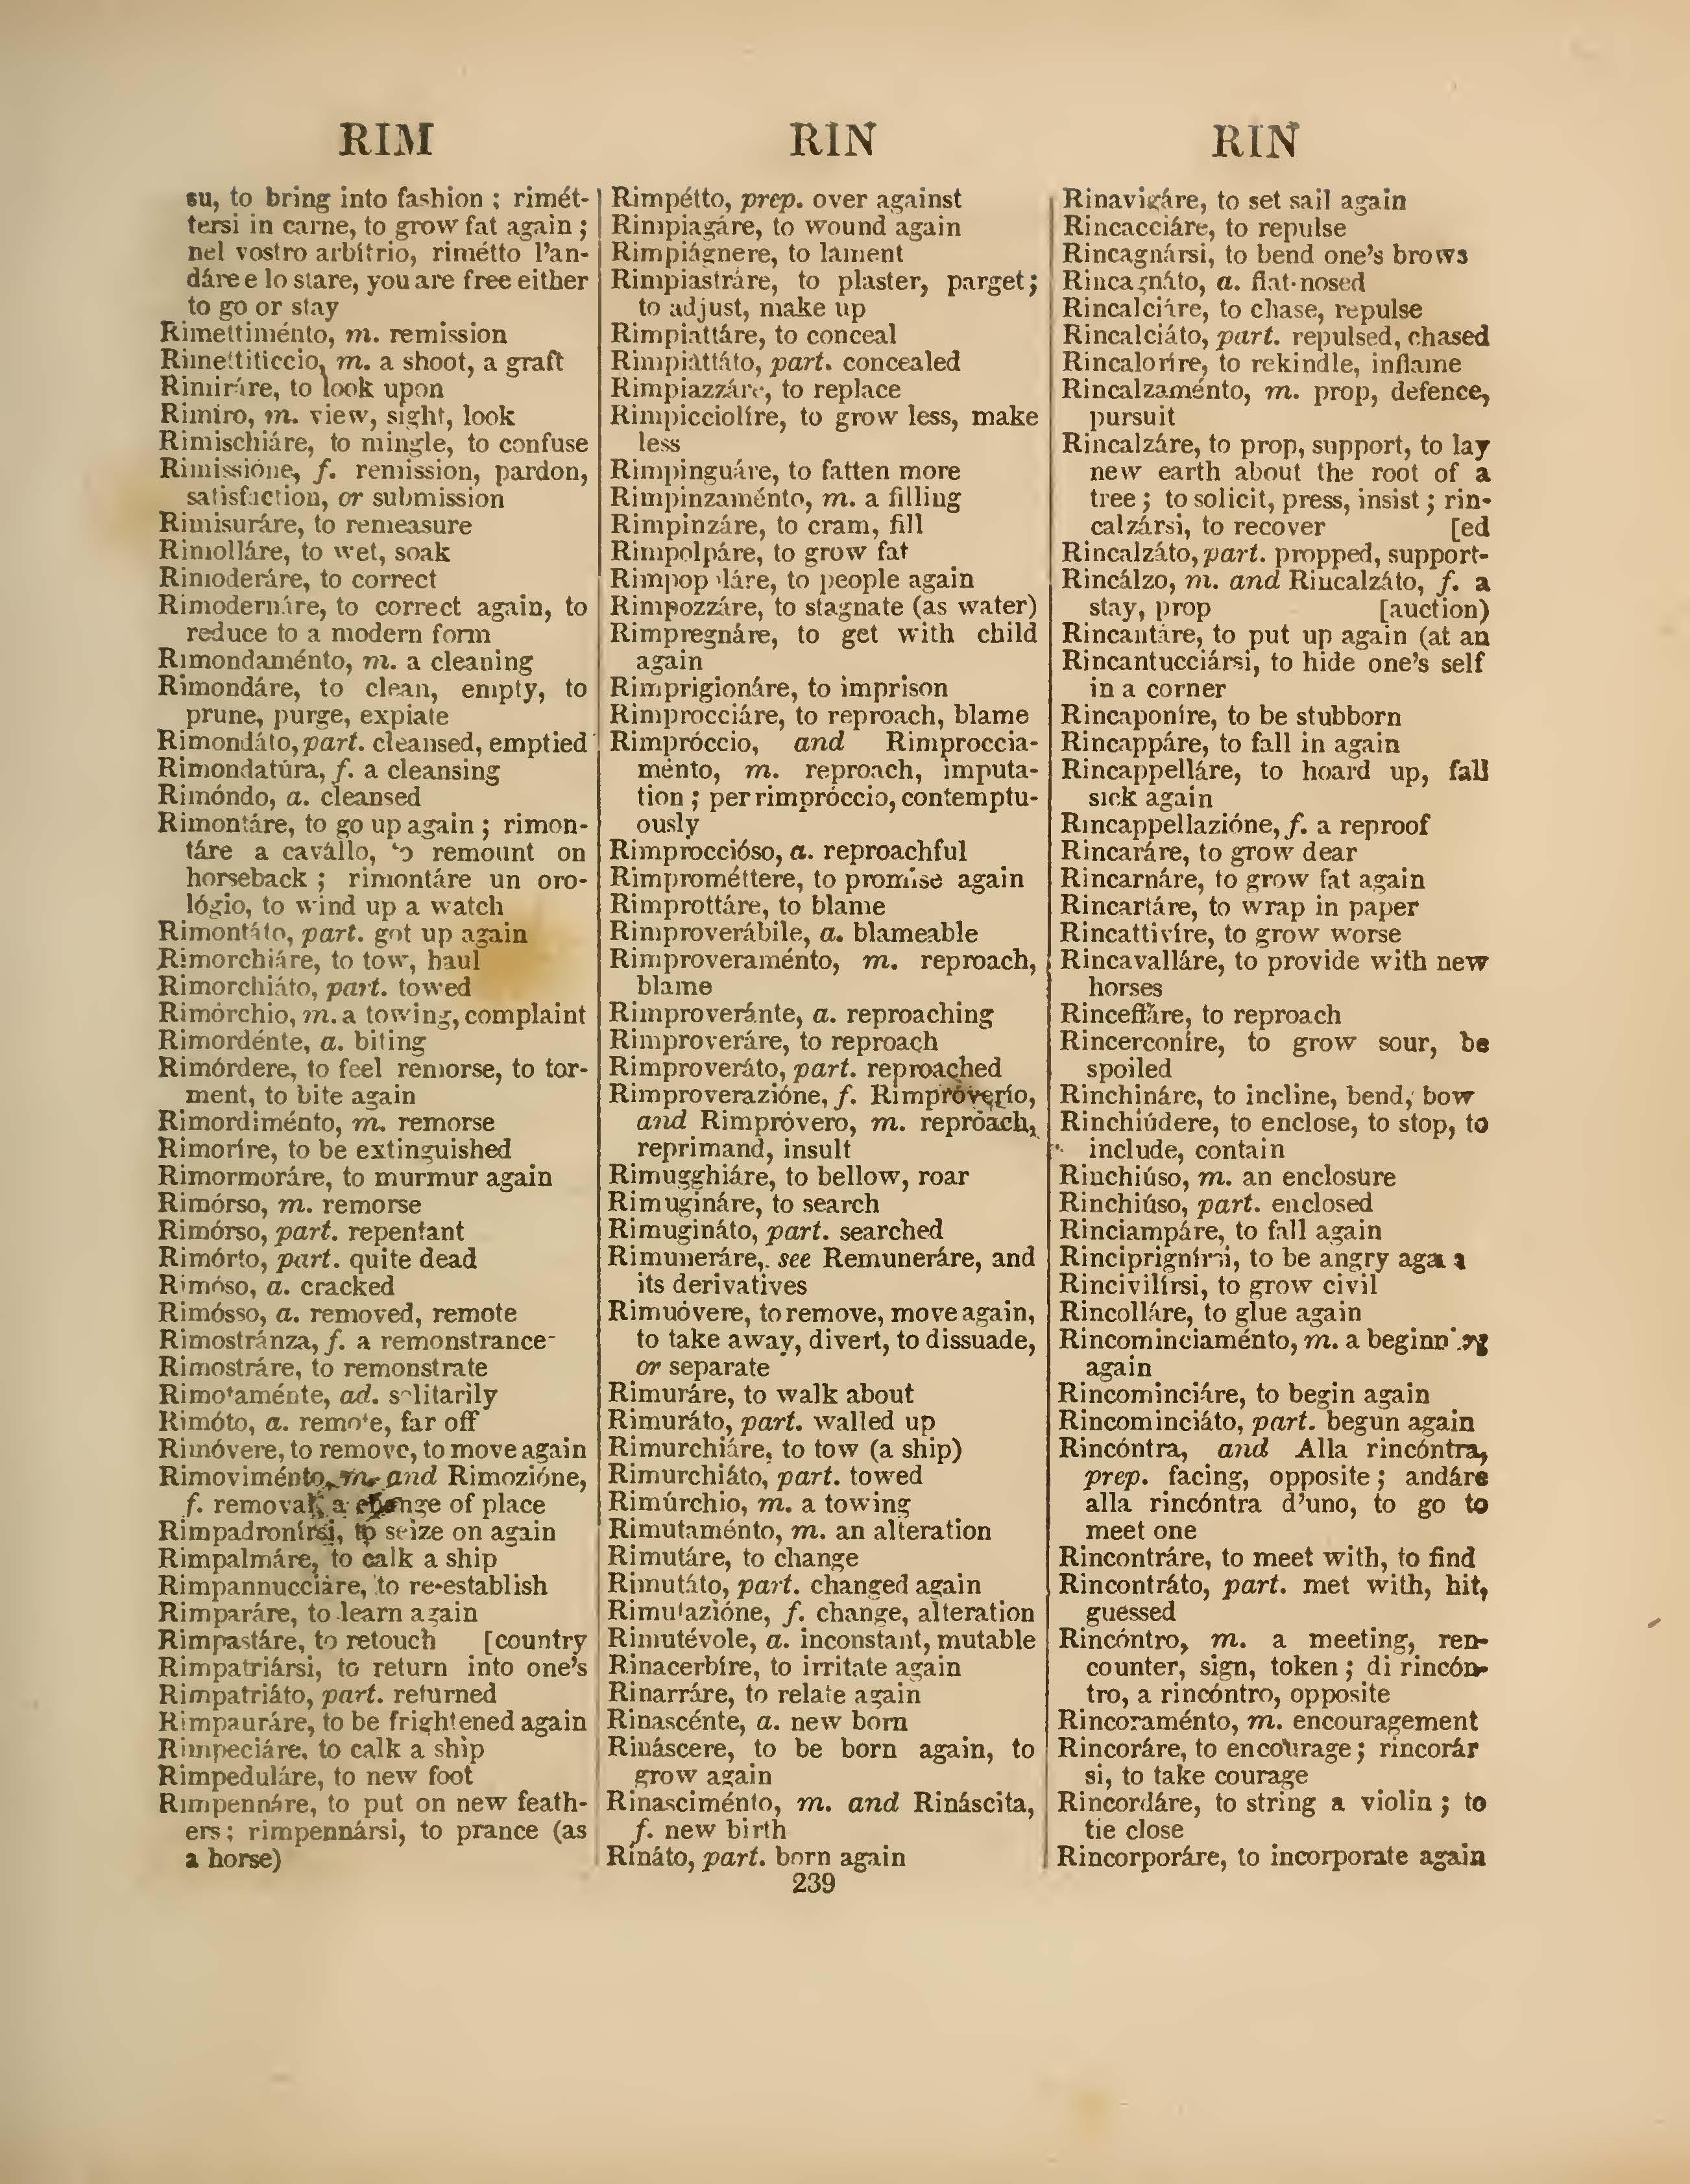 RIM
su, to bring into fashion ; rimét-
tersi in carne, to grow fat again ;
nel vostro arbítrio, rimétto l'an-
dáre e lo stare, you are free either
to go or stay
Rimettiménto, m. remission
Rimettiticcio, m. a shoot, a graft
Rimiráre, to look upon
Rimiro, m. view, sight, look
Rimischiáre, to mingle, to confuse
Rimissióne, f. remission, pardon,
satisfaction, or submission
Rimisuráre, to remeasure
Rimolláre, to wet, soak
Rimoderáre, to correct
Rimodernáre, to correct again, to
reduce to a modern form
Rimondaménto, m. a cleaning
Rimondáre, to clean, empty, to
prune, purge, expiate
Rimondáto, part. cleansed, emptied
Rimondatúra, f. a cleansing
Rimóndo, a. cleansed
Rimontáre, to go up again ; rimon-
táre a cavállo, to remount on
horseback ; rimontáre un oro-
lógio, to wind up a watch
Rimontáto, part. got up again
Rimorchiáre, to tow, haul
Rimorchiáto, part. towed
Rimórchio, m. a towing, complaint
Rimordénte, a. biting
Rimórdere, to feel remorse, to tor-
ment, to bite again
Rimordiménto, m. remorse
Rimoríre, to be extinguished
Rimormoráre, to murmur again
Rimórso, m. remorse
Rimórso, part. repentant
Rimórto, part. quite dead
Rimóso, a. cracked
Rimósso, a. removed, remote
Rimostránza, f. a remonstrance
Rimostráre, to remonstrate
Rimotaménte, ad. solitarily
Rimóto, a. remote, far off
Rimóvere, to remove, to move again
Rimoviménto, m. and Rimozióne,
f. removal, a change of place
Rimpadronírsi, to seize on again
Rimpalmáre, to calk a ship
Rimpannucciáre, to re-establish
Rimparáre, to learn again
Rimpastáre, to retouch [country
Rimpatriársi, to return into one's
Rimpatriáto, part. returned
Rimpauráre, to be frightened again
Rimpeciáre, to calk a ship
Rimpeduláre, to new foot
Rimpennáre, to put on new feath-
ers ; rimpennársi, to prance (as
a horse)
RIN
Rimpétto, prep. over against
Rimpiagáre, to wound again
Rimpiágnere, to lament
Rimpiastráre, to plaster, parget ;
to adjust, make up
Rimpiattáre, to conceal
Rimpiattáto, part. concealed
Rimpiazzáre, to replace
Rimpicciolíre, to grow less, make
less
Rimpinguáre, to fatten more
Rimpinzaménto, m. a filling
Rimpinzáre, to cram, fill
Rimpolpáre, to grow fat
Rimpopoláre, to people again
Rimpozzáre, to stagnate (as water)
Rimpregnáre, to get with child
again
Rimprigionáre, to imprison
Rimprocciáre, to reproach, blame
Rimpróccio, and Rimproccia-
ménto, m. reproach, imputa-
tion ; per rimpróccio, contemptu-
ously
Rimproccióso, a. reproachful
Rimprométtere, to promise again
Rimprottáre, to blame
Rimproverábile, a. blameable
Rimproveraménto, m. reproach,
blame
Rimproveránte, a. reproaching
Rimproveráre, to reproach
Rimproveráto, part. reproached
Rimproverazióne, f. Rimproverío,
and Rimpróvero, m. reproach,
reprimand, insult
Rimugghiáre, to bellow, roar
Rimugináre, to search
Rimugináto, part. searched
Rimuneráre, see Remuneráre, and
its derivatives
Rimuóvere, to remove, move again,
to take away, divert, to dissuade,
or separate
Rimuráre, to walk about
Rimuráto, part. walled up
Rimurchiáre, to tow (a ship)
Rimurchiáto, part. towed
Rimúrchio, m. a towing
Rimutaménto, m. an alteration
Rimutáre, to change
Rimutáto, part. changed again
Rimutazióne, f. change, alteration
Rimutévole, a. inconstant, mutable
Rinacerbíre, to irritate again
Rinarráre, to relate again
Rinascénte, a. new born
Rináscere, to be born again, to
grow again
Rinasciménto, m. and Rináscita,
f. new birth
Rináto, part. born again
RIN
Rinavigáre, to set sail again
Rincacciáre, to repulse
Rincagnársi, to bend one's brows
Rincagnáto, a. flat-nosed
Rincalciáre, to chase, repulse
Rincalciáto, part. repulsed, chased
Rincaloríre, to rekindle, inflame
Rincalzaménto, m. prop, defence,
pursuit
Rincalzáre, to prop, support, to lay
new earth about the root of a
tree ; to solicit, press, insist ; rin-
calzársi, to recover [ed
Rincalzáto, part. propped, support-
Rincálzo, m. and Rincalzáto, f. a
stay, prop [auction)
Rincantáre, to put up again (at an
Rincantucciársi, to hide one's self
in a corner
Rincaponíre, to be stubborn
Rincappáre, to fall in again
Rincappelláre, to hoard up, fall
sick again
Rincappellazióne, f. a reproof
Rincaráre, to grow dear
Rincarnáre, to grow fat again
Rincartáre, to wrap in paper
Rincattivíre, to grow worse
Rincavalláre, to provide with new
horses
Rinceffáre, to reproach
Rincerconíre, to grow sour, be
spoiled
Rinchináre, to incline, bend, bow
Rinchiúdere, to enclose, to stop, to
include, contain
Rinchiúso, m. an enclosure
Rinchiúso, part. enclosed
Rinciampáre, to fall again
Rinciprignírsi, to be angry again
Rincivilírsi, to grow civil
Rincolláre, to glue again
Rincominciaménto, m. a beginning
again
Rincominciáre, to begin again
Rincominciáto, part. begun again
Rincóntra, and Alla rincóntra,
prep. facing, opposite ; andáre
alla rincóntra d'uno, to go to
meet one
Rincontráre, to meet with, to find
Rincontráto, part. met with, hit,
guessed
Rincóntro, m. a meeting, ren-
counter, sign, token ; di rincón-
tro, a rincóntro, opposite
Rincoraménto, m. encouragement
Rincoráre, to encourage ; rincorár
si, to take courage
Rincordáre, to string a violin ; to
tie close
Rincorporáre, to incorporate again
239